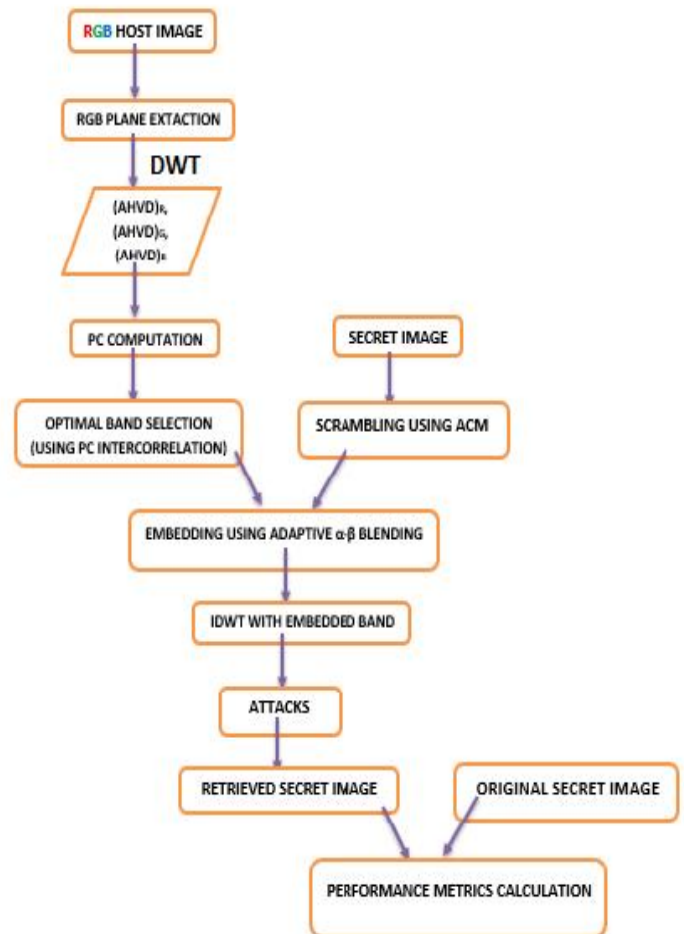 RGB HOST IMAGE
RGB PLANE EXTACTION
DWT
(AHVD)R,
(AHVD)G,
(AHVD)B
PC COMPUTATION
SECRET IMAGE
OPTIMAL BAND SELECTION
(USING PC INTERCORRELATION)
SCRAMBLING USING ACM
EMBEDDING USING ADAPTIVE α-β BLENDING
IDWT WITH EMBEDDED BAND
ATTACKS
RETRIEVED SECRET IMAGE
ORIGINAL SECRET IMAGE
PERFORMANCE METRICS CALCULATION